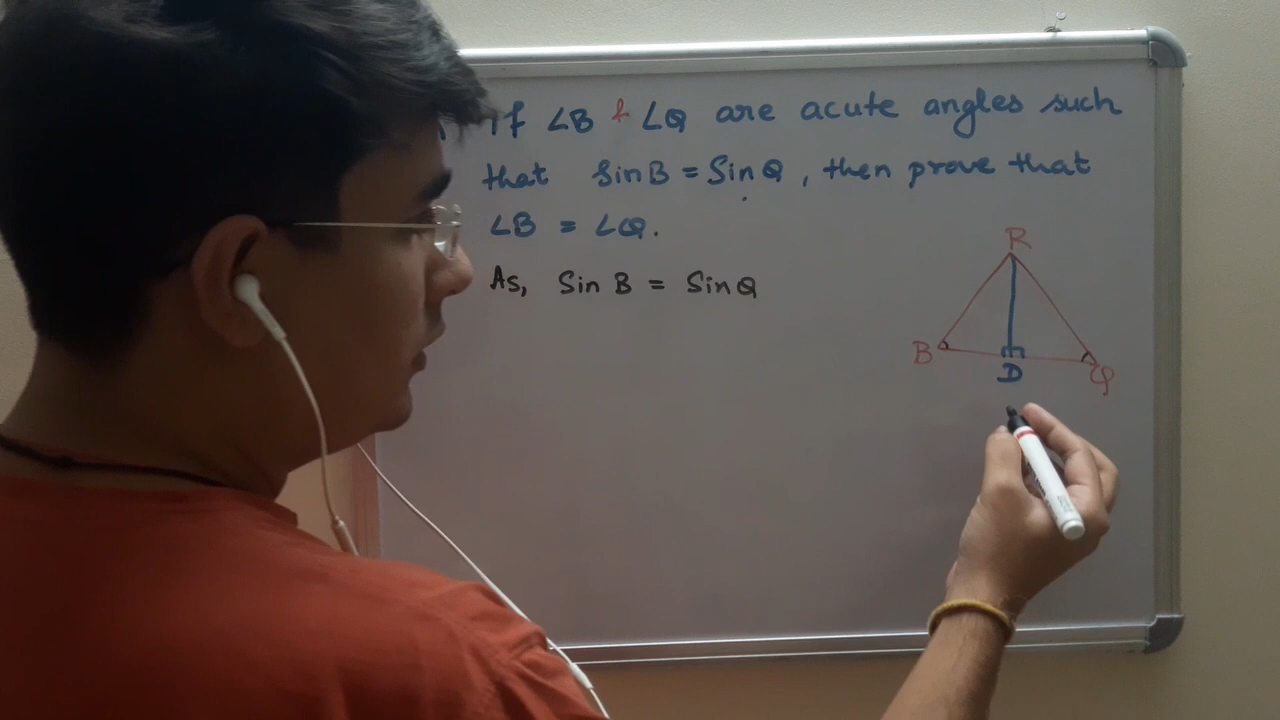 If ∠B & ∠Q are acute angles such
that sinB = SinQ, then prove that
∠B = ∠Q.
As, Sin B = Sin Q
R
B
Q
D